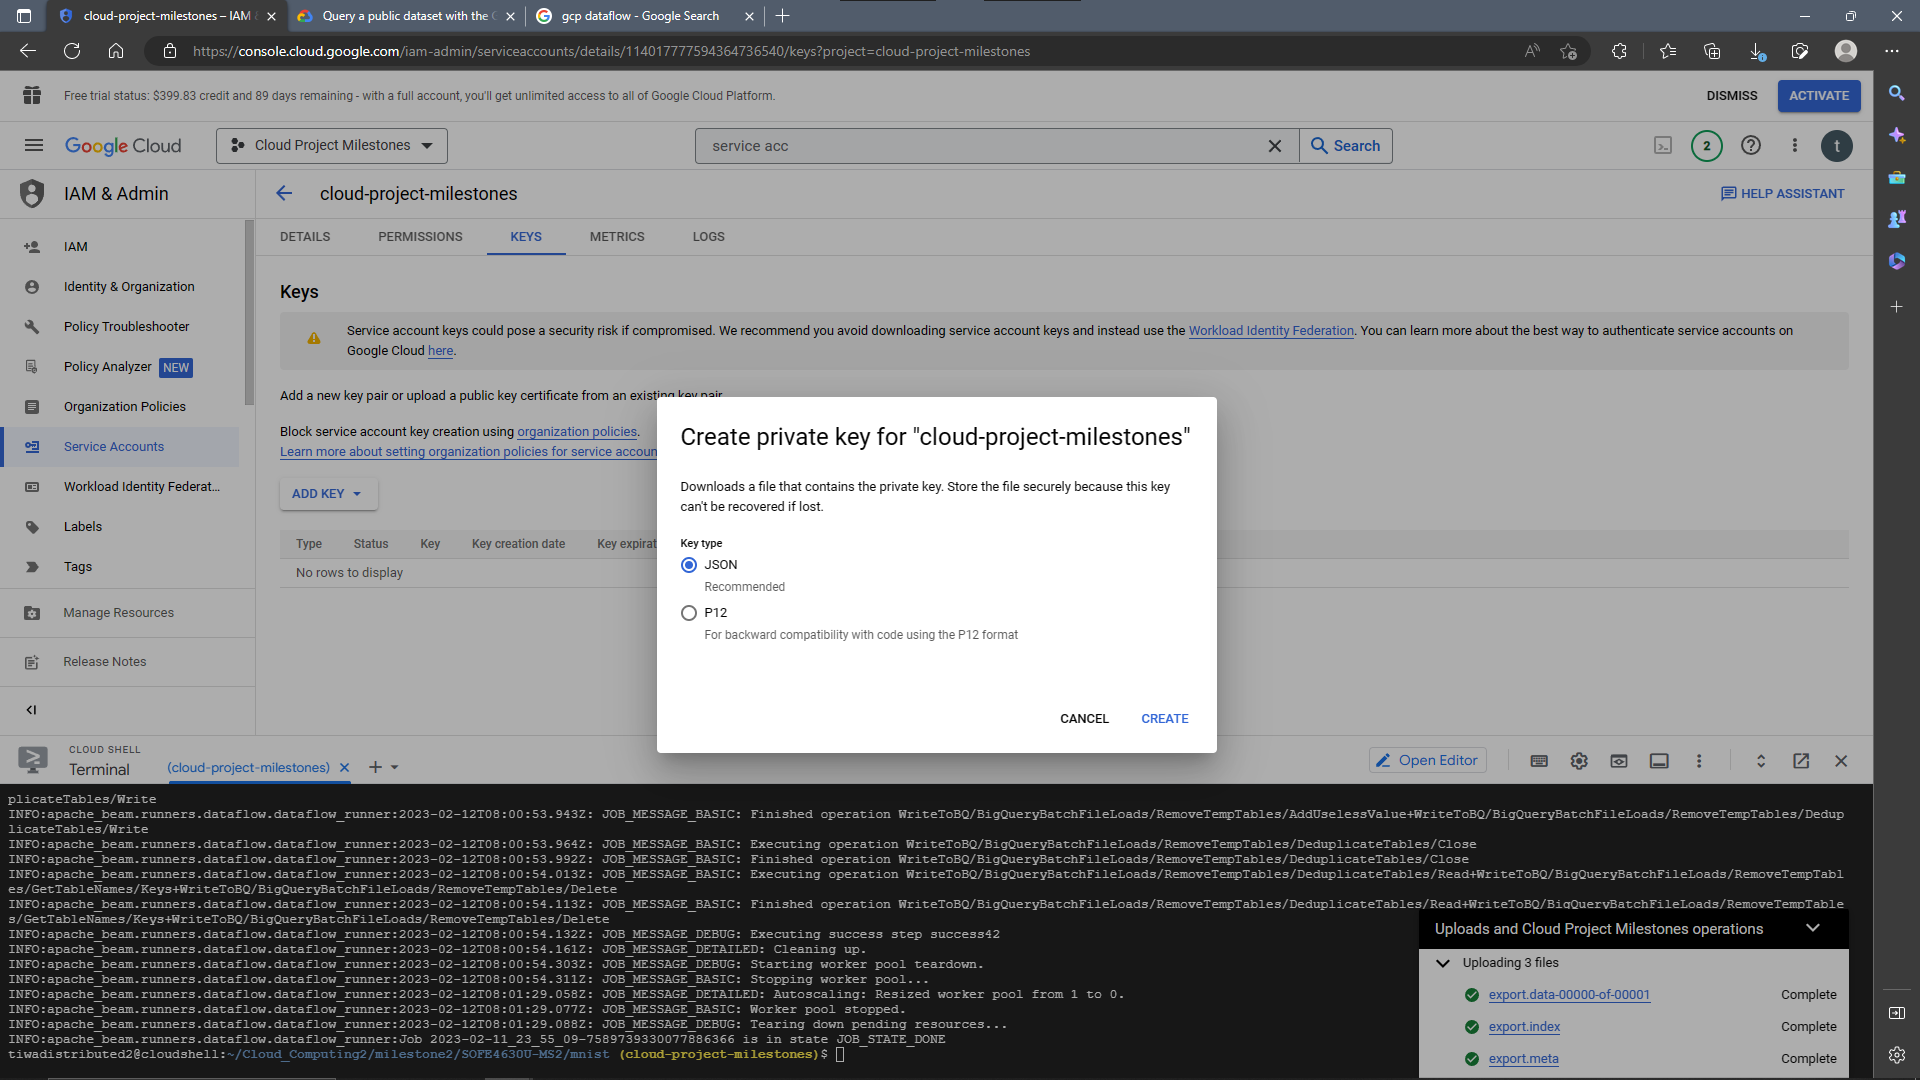 cloud-project-milestones – IAM &
Query a public dataset with the G
gcp dataflow - Google Search
https://console.cloud.google.com/iam-admin/serviceaccounts/details/114017777594364736540/keys?project=cloud-project-milestones
Free trial status: $399.83 credit and 89 days remaining - with a full account, you'll get unlimited access to all of Google Cloud Platform.
DISMISS
ACTIVATE
Google Cloud
Cloud Project Milestones
service acc
Search
2
t
IAM & Admin
cloud-project-milestones
HELP ASSISTANT
IAM
Identity & Organization
Policy Troubleshooter
Policy Analyzer NEW
Organization Policies
Service Accounts
Workload Identity Federat...
Labels
Tags
Manage Resources
Release Notes
DETAILS
PERMISSIONS
KEYS
METRICS
LOGS
Keys
Service account keys could pose a security risk if compromised. We recommend you avoid downloading service account keys and instead use the Workload Identity Federation. You can learn more about the best way to authenticate service accounts on
Google Cloud here.
Add a new key pair or upload a public key certificate from an existing key pair.
Block service account key creation using organization policies.
Learn more about setting organization policies for service accoun
ADD KEY
Type Status Key Key creation date Key expirat
No rows to display
Create private key for "cloud-project-milestones"
Downloads a file that contains the private key. Store the file securely because this key
can't be recovered if lost.
Key type
JSON
Recommended
P12
For backward compatibility with code using the P12 format
CANCEL
CREATE
CLOUD SHELL
Terminal
(cloud-project-milestones)
Open Editor
plicateTables/Write
INFO:apache_beam.runners.dataflow.dataflow_runner:2023-02-12T08:00:53.943Z: JOB_MESSAGE_BASIC: Finished operation WriteToBQ/BigQueryBatchFileLoads/RemoveTempTables/AddUselessValue+WriteToBQ/BigQueryBatchFileLoads/RemoveTempTables/Dedup
licateTables/Write
INFO:apache_beam.runners.dataflow.dataflow_runner:2023-02-12T08:00:53.964Z: JOB_MESSAGE_BASIC: Executing operation WriteToBQ/BigQueryBatchFileLoads/RemoveTempTables/DeduplicateTables/Close
INFO:apache_beam.runners.dataflow.dataflow_runner:2023-02-12T08:00:53.992Z: JOB_MESSAGE_BASIC: Finished operation WriteToBQ/BigQueryBatchFileLoads/RemoveTempTables/DeduplicateTables/Close
INFO:apache_beam.runners.dataflow.dataflow_runner:2023-02-12T08:00:54.013Z: JOB_MESSAGE_BASIC: Executing operation WriteToBQ/BigQueryBatchFileLoads/RemoveTempTables/DeduplicateTables/Read+WriteToBQ/BigQueryBatchFileLoads/RemoveTempTabl
es/GetTableNames/Keys+WriteToBQ/BigQueryBatchFileLoads/RemoveTempTables/Delete
INFO:apache_beam.runners.dataflow.dataflow_runner:2023-02-12T08:00:54.113Z: JOB_MESSAGE_BASIC: Finished operation WriteToBQ/BigQueryBatchFileLoads/RemoveTempTables/DeduplicateTables/Read+WriteToBQ/BigQueryBatchFileLoads/RemoveTempTable
s/GetTableNames/Keys+WriteToBQ/BigQueryBatchFileLoads/RemoveTempTables/Delete
INFO:apache_beam.runners.dataflow.dataflow_runner:2023-02-12T08:00:54.132Z: JOB_MESSAGE_DEBUG: Executing success step success42
INFO:apache_beam.runners.dataflow.dataflow_runner:2023-02-12T08:00:54.161Z: JOB_MESSAGE_DETAILED: Cleaning up.
INFO:apache_beam.runners.dataflow.dataflow_runner:2023-02-12T08:00:54.303Z: JOB_MESSAGE_DEBUG: Starting worker pool teardown.
INFO:apache_beam.runners.dataflow.dataflow_runner:2023-02-12T08:00:54.311Z: JOB_MESSAGE_BASIC: Stopping worker pool...
INFO:apache_beam.runners.dataflow.dataflow_runner:2023-02-12T08:01:29.058Z: JOB_MESSAGE_DETAILED: Autoscaling: Resized worker pool from 1 to 0.
INFO:apache_beam.runners.dataflow.dataflow_runner:2023-02-12T08:01:29.077Z: JOB_MESSAGE_BASIC: Worker pool stopped.
INFO:apache_beam.runners.dataflow.dataflow_runner:2023-02-12T08:01:29.088Z: JOB_MESSAGE_DEBUG: Tearing down pending resources...
INFO:apache_beam.runners.dataflow.dataflow_runner:Job 2023-02-11_23_55_09-7589739330077886366 is in state JOB_STATE_DONE
tiwadistributed2@cloudshell:~/Cloud_Computing2/milestone2/SOFE4630U-MS2/mnist (cloud-project-milestones)$
Uploads and Cloud Project Milestones operations
Uploading 3 files
export.data-00000-of-00001 Complete
export.index Complete
export.meta Complete